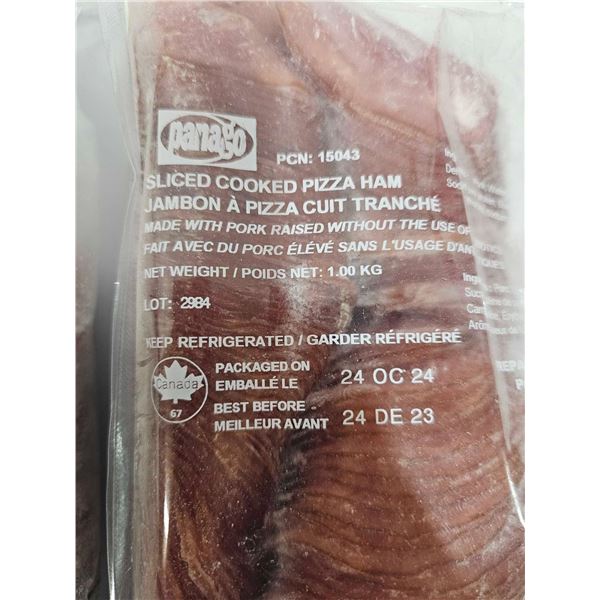 panago
PCN: 15043
SLICED COOKED PIZZA HAM
JAMBON À PIZZA CUIT TRANCHÉ
MADE WITH PORK RAISED WITHOUT THE USE OF
FAIT AVEC DU PORC ÉLEVÉ SANS L'USAGE D'ANT
NET WEIGHT / POIDS NET: 1.00 KG
LOT: 2984
KEEP REFRIGERATED / GARDER RÉFRIGÉRÉ
Canada
67
PACKAGED ON
EMBALLÉ LE
24 OC 24
BEST BEFORE
MEILLEUR AVANT
24 DE 23